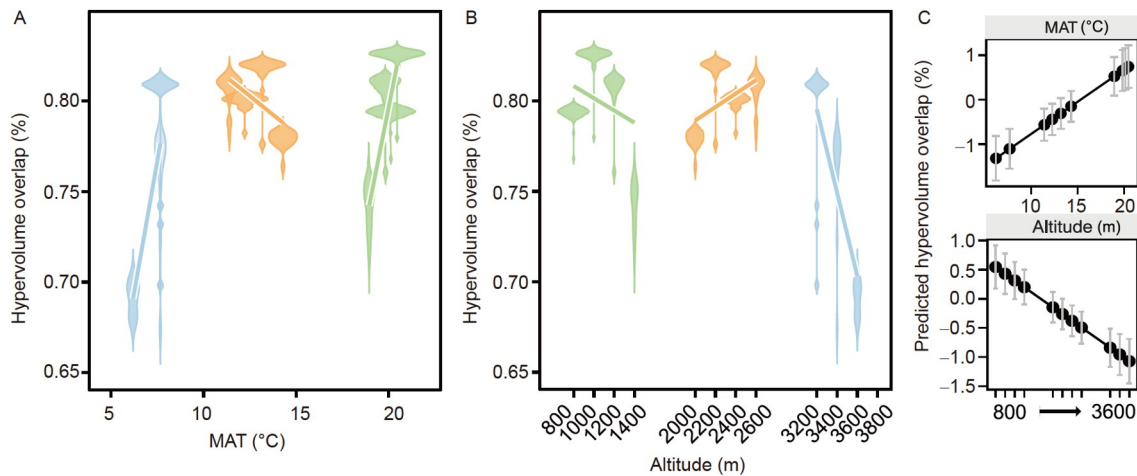 A
Hypervolume overlap (%)
0.80
0.75
0.70
0.65
5 10 15 20
MAT (°C)
B
Hypervolume overlap (%)
0.80
0.75
0.70
0.65
800 1000 1200 1400 2000 2200 2400 2600 3200 3400 3600 3800
Altitude (m)
C
Predicted hypervolume overlap (%)
MAT (°C)
1
0
−1
10 15 20
Altitude (m)
1.0
0.5
0.0
−0.5
−1.0
−1.5
800 3600